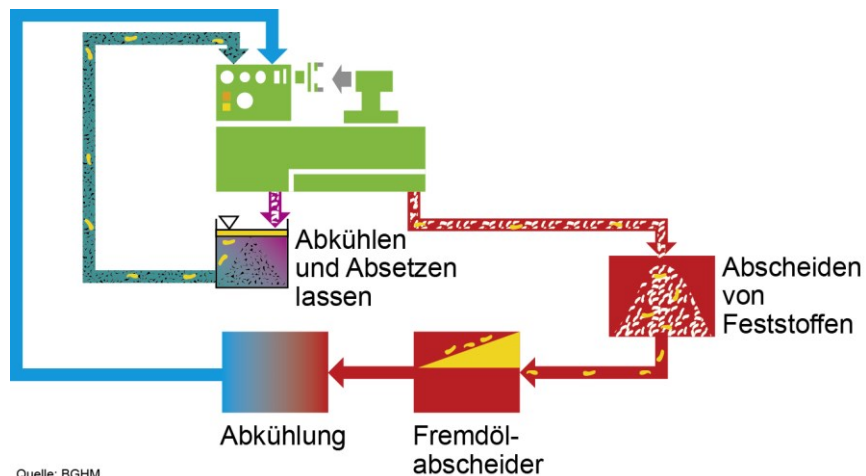 Abkühlen
und Absetzen
lassen
Abscheiden
von
Feststoffen
Abkühlung
Fremdöl-
abscheider
Quelle: BGHM